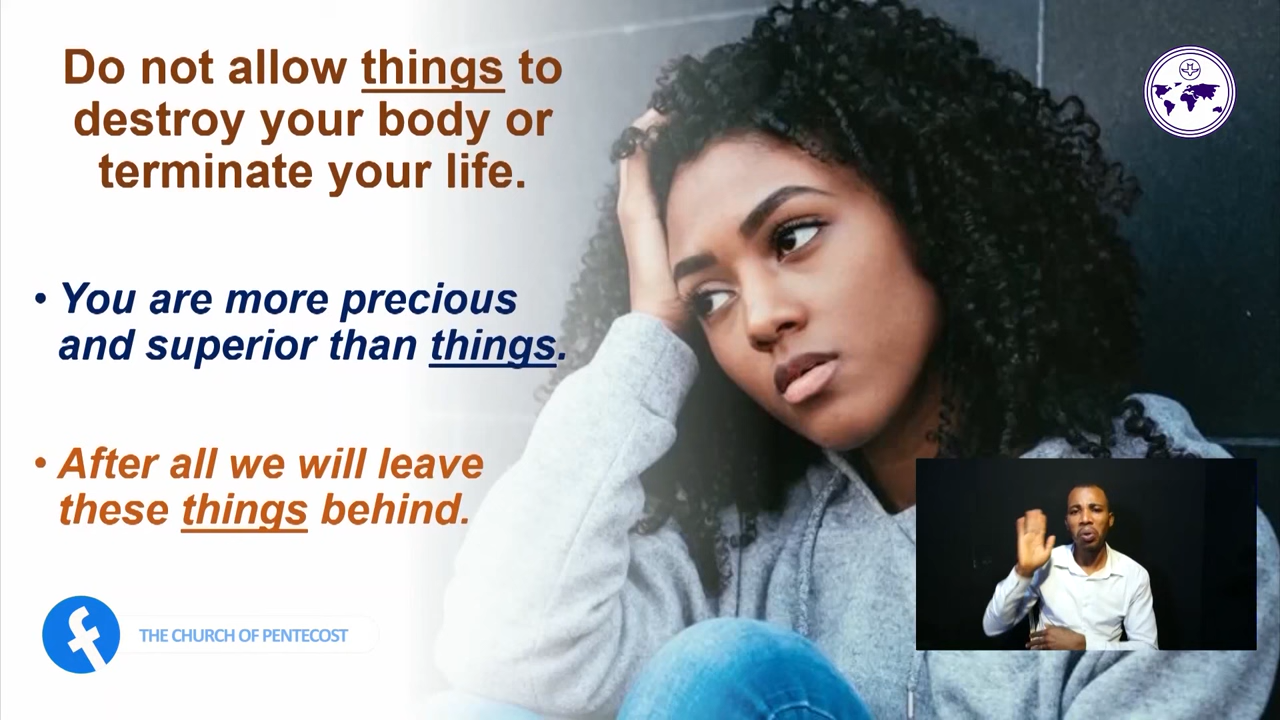 Do not allow things to
destroy your body or
terminate your life.
• You are more precious
and superior than things.
• After all we will leave
these things behind.
THE CHURCH OF PENTECOST